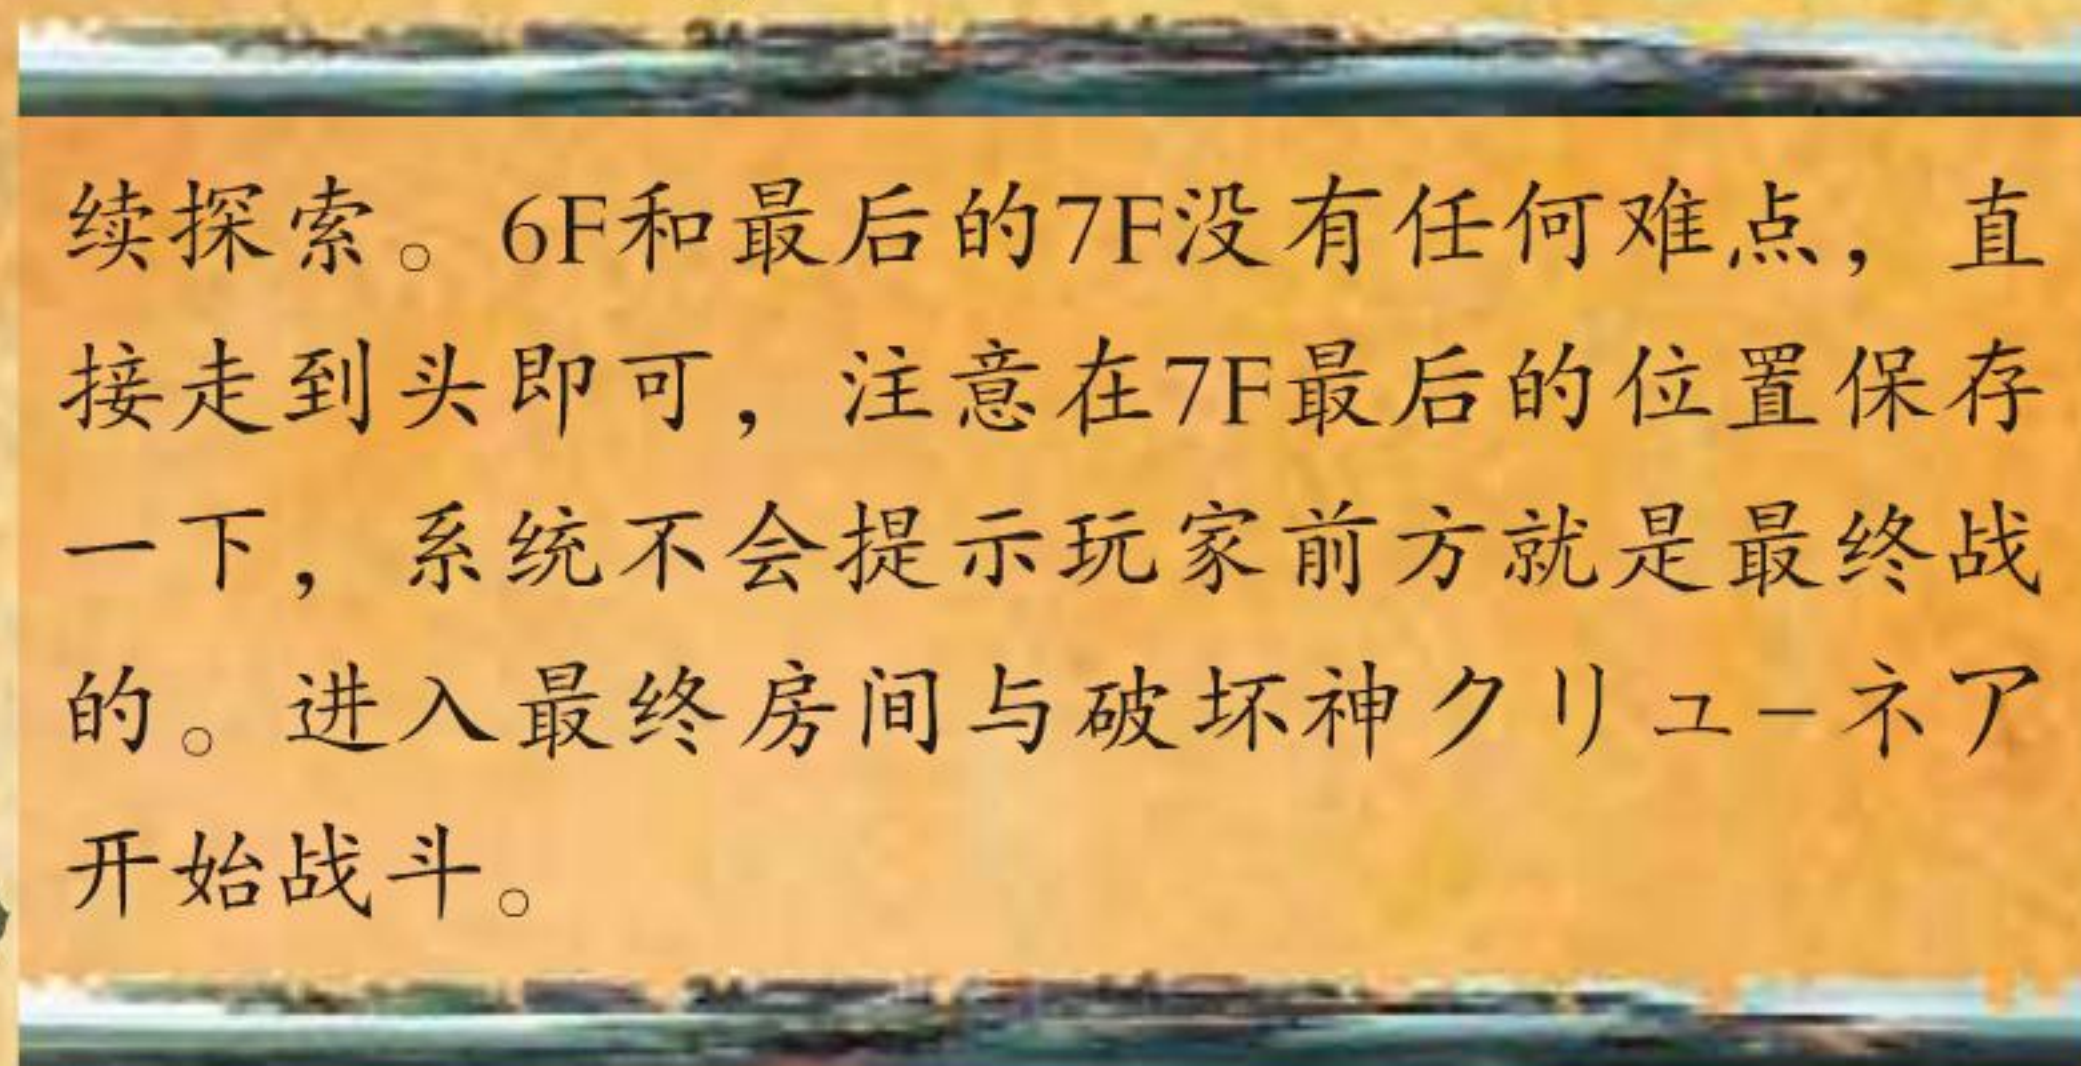 续探索。6F和最后的7F没有任何难点，直
接走到头即可，注意在7F最后的位置保存
一下，系统不会提示玩家前方就是最终战
的。进入最终房间与破坏神クリューネア
开始战斗。